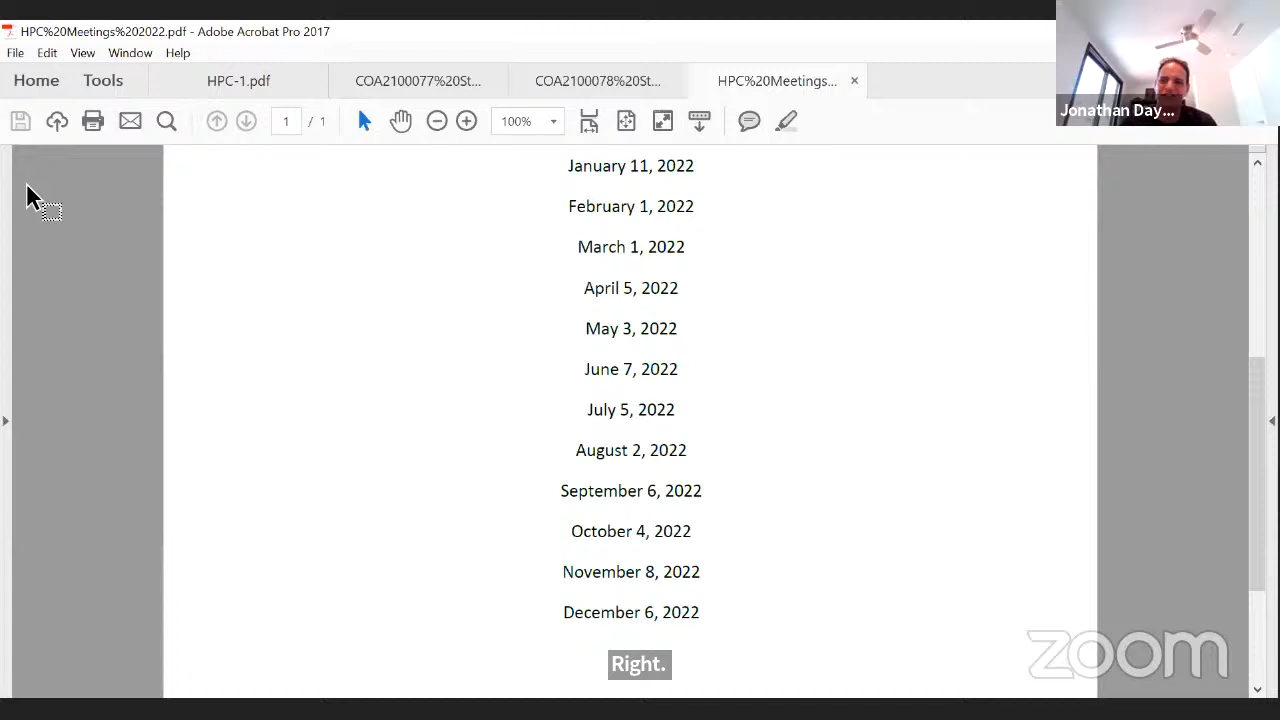 HPC%20Meetings%202022.pdf - Adobe Acrobat Pro 2017
File Edit View Window Help
Home Tools HPC-1.pdf COA2100077%20St... COA2100078%20St... HPC%20Meetings... ×
1 / 1 100%
Jonathan Day...
January 11, 2022
February 1, 2022
March 1, 2022
April 5, 2022
May 3, 2022
June 7, 2022
July 5, 2022
August 2, 2022
September 6, 2022
October 4, 2022
November 8, 2022
December 6, 2022
Right.
zoom